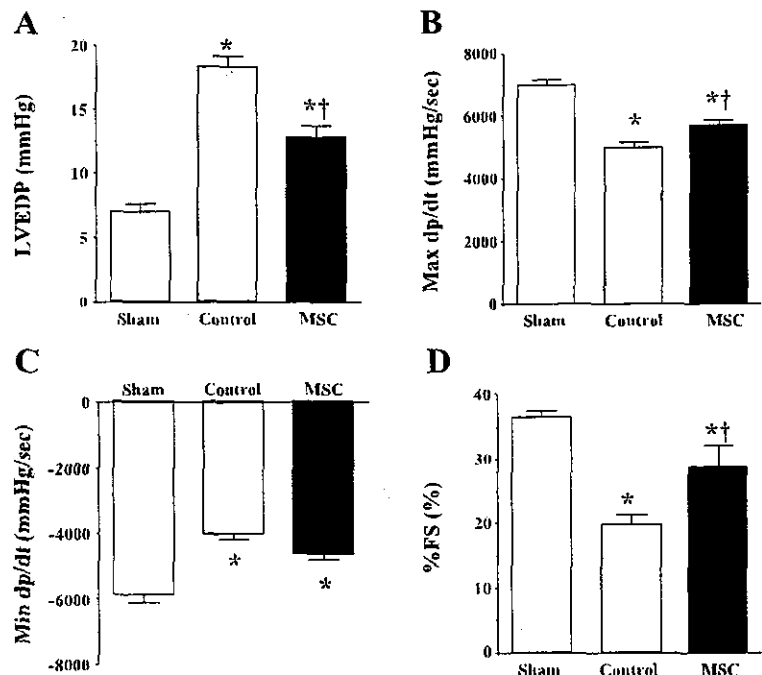 A
LVEDP (mmHg)
20
15
10
5
0
*
*†
Sham Control MSC
B
Max dp/dt (mmHg/sec)
8000
6000
4000
2000
0
*
*†
Sham Control MSC
C
Min dp/dt (mmHg/sec)
Sham Control MSC
0
-2000
-4000
-6000
-8000
*
*
D
%FS (%)
40
30
20
10
0
*
*†
Sham Control MSC